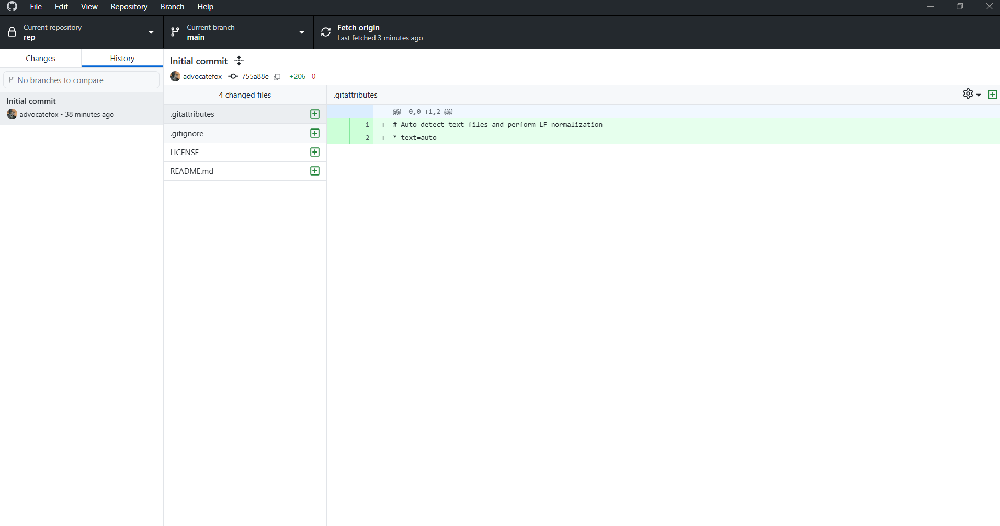 File Edit View Repository Branch Help
Current repository
rep
Current branch
main
Fetch origin
Last fetched 3 minutes ago
Changes
History
No branches to compare
Initial commit
advocatefox • 38 minutes ago
Initial commit
advocatefox 755a88e +206 -0
4 changed files
.gitattributes
.gitignore
LICENSE
README.md
.gitattributes
@@ -0,0 +1,2 @@
1 + # Auto detect text files and perform LF normalization
2 + * text=auto